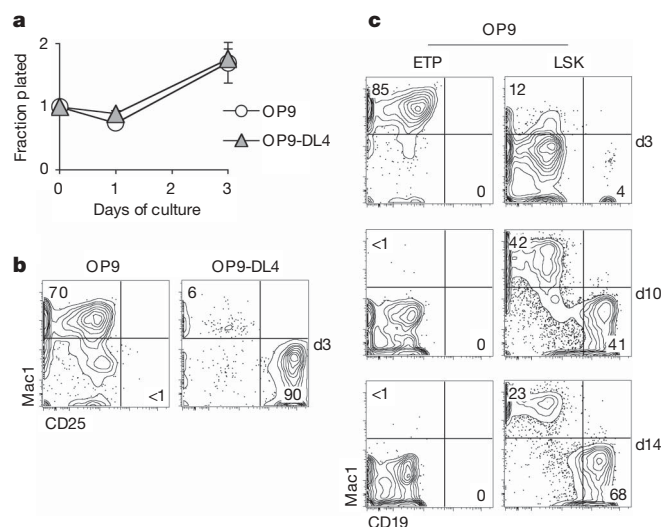 a
2
1
0
Fraction plated
0 1 2 3
Days of culture
OP9
OP9-DL4
b
OP9 OP9-DL4
70
<1
6
90
d3
Mac1
CD25
c
OP9
ETP LSK
85
0
12
4
d3
<1
0
42
41
d10
<1
0
23
68
d14
Mac1
CD19